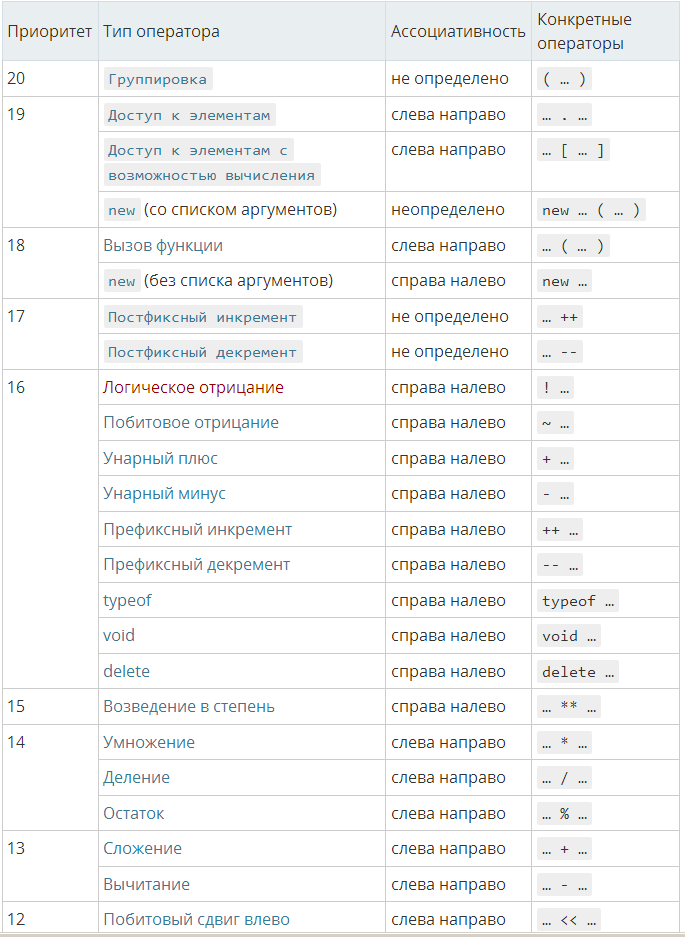 Приоритет Тип оператора Ассоциативность Конкретные
операторы
20 Группировка не определено ( … )
19 Доступ к элементам слева направо … . …
Доступ к элементам с слева направо … [ … ]
возможностью вычисления
new (со списком аргументов) неопределено new … ( … )
18 Вызов функции слева направо … ( … )
new (без списка аргументов) справа налево new …
17 Постфиксный инкремент не определено … ++
Постфиксный декремент не определено … --
16 Логическое отрицание справа налево ! …
Побитовое отрицание справа налево ~ …
Унарный плюс справа налево + …
Унарный минус справа налево - …
Префиксный инкремент справа налево ++ …
Префиксный декремент справа налево -- …
typeof справа налево typeof …
void справа налево void …
delete справа налево delete …
15 Возведение в степень справа налево … ** …
14 Умножение слева направо … * …
Деление слева направо … / …
Остаток слева направо … % …
13 Сложение слева направо … + …
Вычитание слева направо … - …
12 Побитовый сдвиг влево слева направо … << …